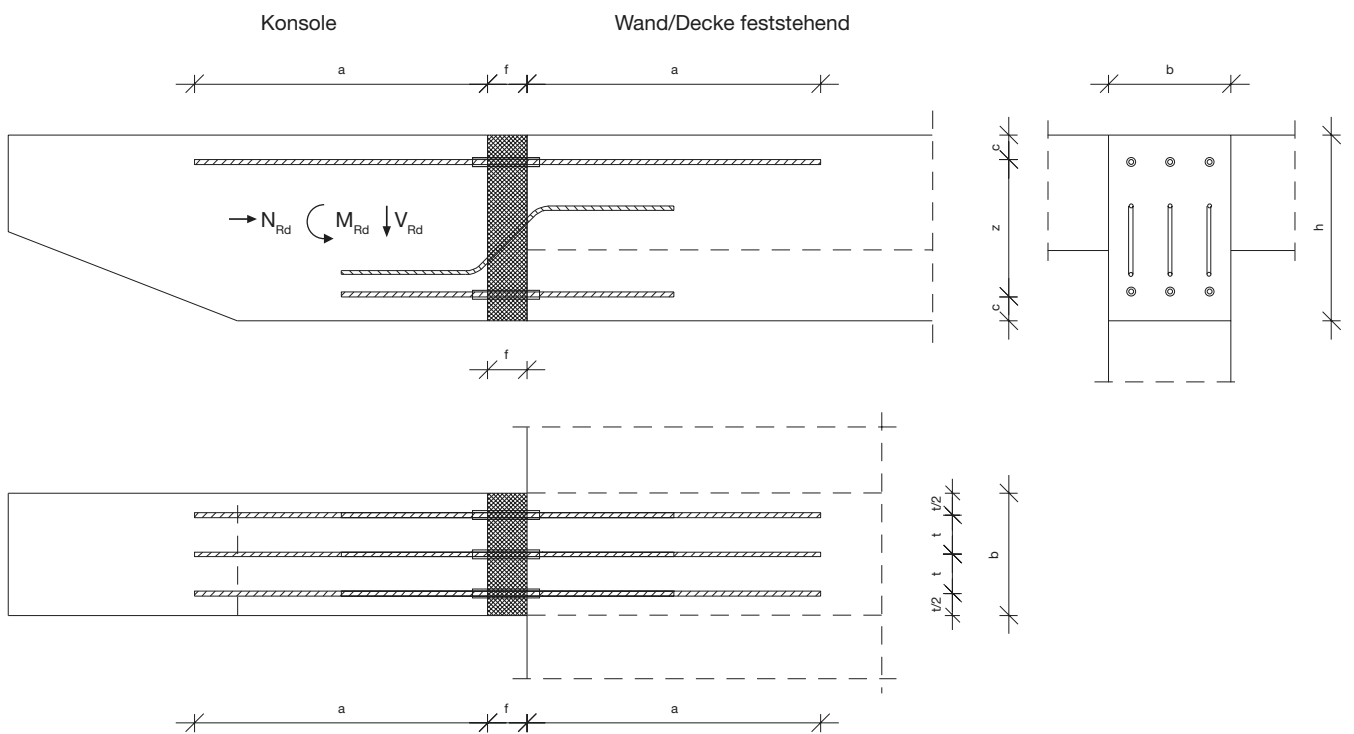 Konsole
Wand/Decke feststehend
a
f
a
b
c
z
c
h
N Rd
M Rd
V Rd
f
t/2
t
t
t/2
b
a
f
a